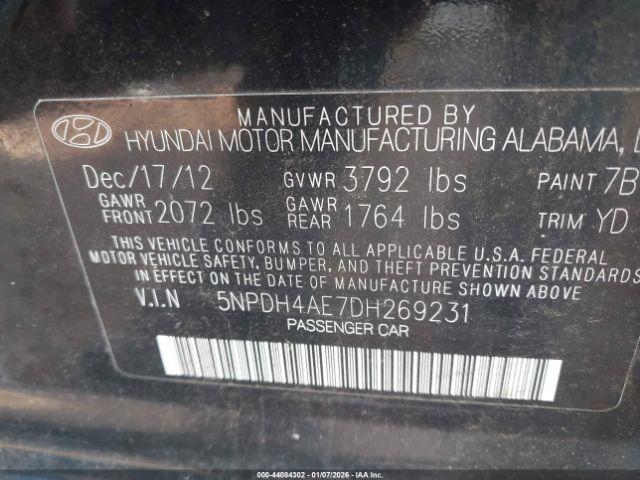 MANUFACTURED BY
HYUNDAI MOTOR MANUFACTURING ALABAMA,
Dec/17/12 GVWR 3792 lbs PAINT 7B
GAWR FRONT 2072 lbs GAWR REAR 1764 lbs TRIM YD
THIS VEHICLE CONFORMS TO ALL APPLICABLE U.S.A. FEDERAL
MOTOR VEHICLE SAFETY, BUMPER, AND THEFT PREVENTION STANDARDS
IN EFFECT ON THE DATE OF MANUFACTURE SHOWN ABOVE
V.I.N 5NPDH4AE7DH269231
PASSENGER CAR
000-44084302 - 01/07/2026 - IAA Inc.